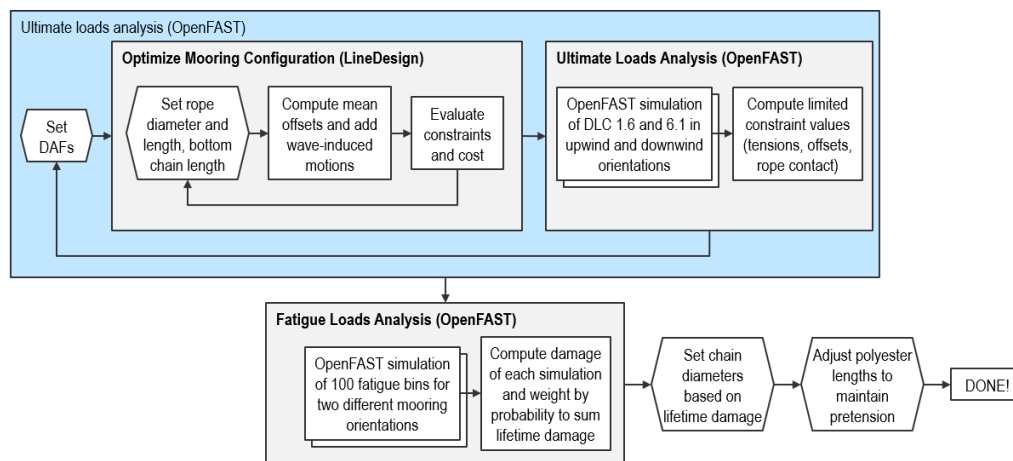 Ultimate loads analysis (OpenFAST)
Optimize Mooring Configuration (LineDesign)
Set
DAFs
Set rope
diameter and
length, bottom
chain length
Compute mean
offsets and add
wave-induced
motions
Evaluate
constraints
and cost
Ultimate Loads Analysis (OpenFAST)
OpenFAST simulation
of DLC 1.6 and 6.1 in
upwind and downwind
orientations
Compute limited
constraint values
(tensions, offsets,
rope contact)
Fatigue Loads Analysis (OpenFAST)
OpenFAST simulation
of 100 fatigue bins for
two different mooring
orientations
Compute damage
of each simulation
and weight by
probability to sum
lifetime damage
Set chain
diameters
based on
lifetime damage
Adjust polyester
lengths to
maintain
pretension
DONE!